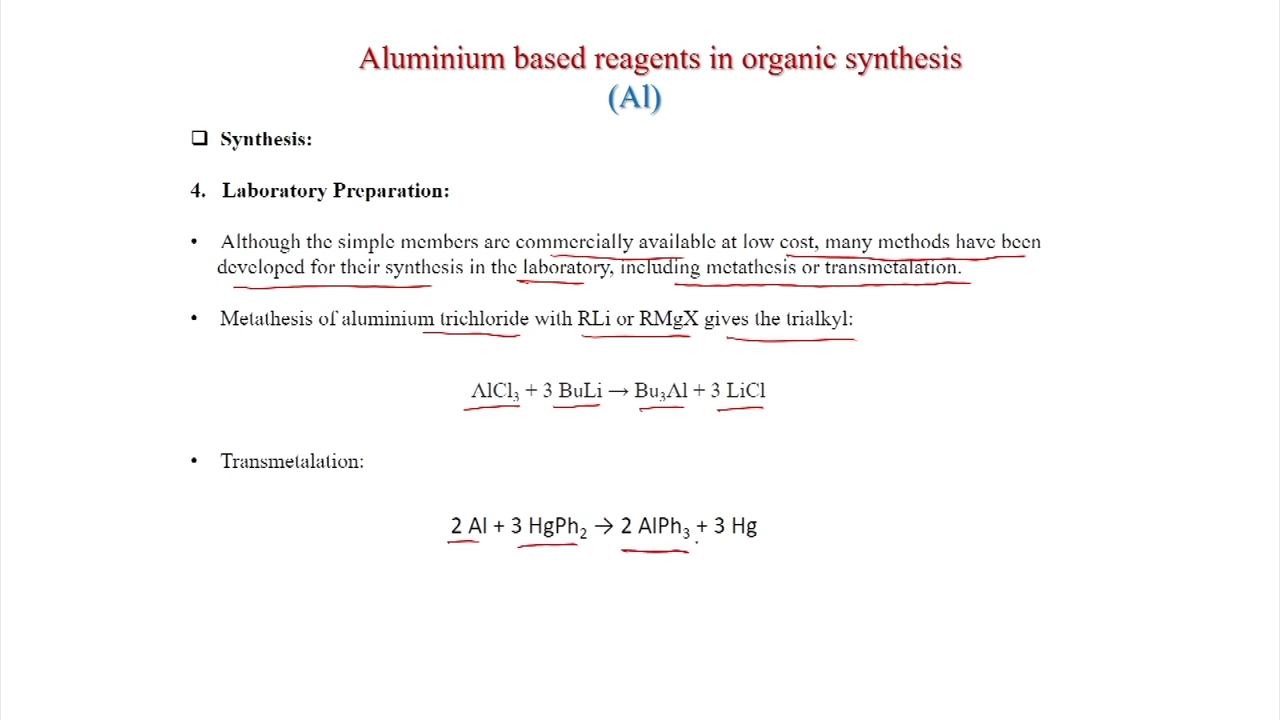 Aluminium based reagents in organic synthesis
(Al)
❑ Synthesis:
4. Laboratory Preparation:
• Although the simple members are commercially available at low cost, many methods have been
developed for their synthesis in the laboratory, including metathesis or transmetalation.
• Metathesis of aluminium trichloride with RLi or RMgX gives the trialkyl:
AlCl₃ + 3 BuLi → Bu₃Al + 3 LiCl
• Transmetalation:
2 Al + 3 HgPh₂ → 2 AlPh₃ + 3 Hg